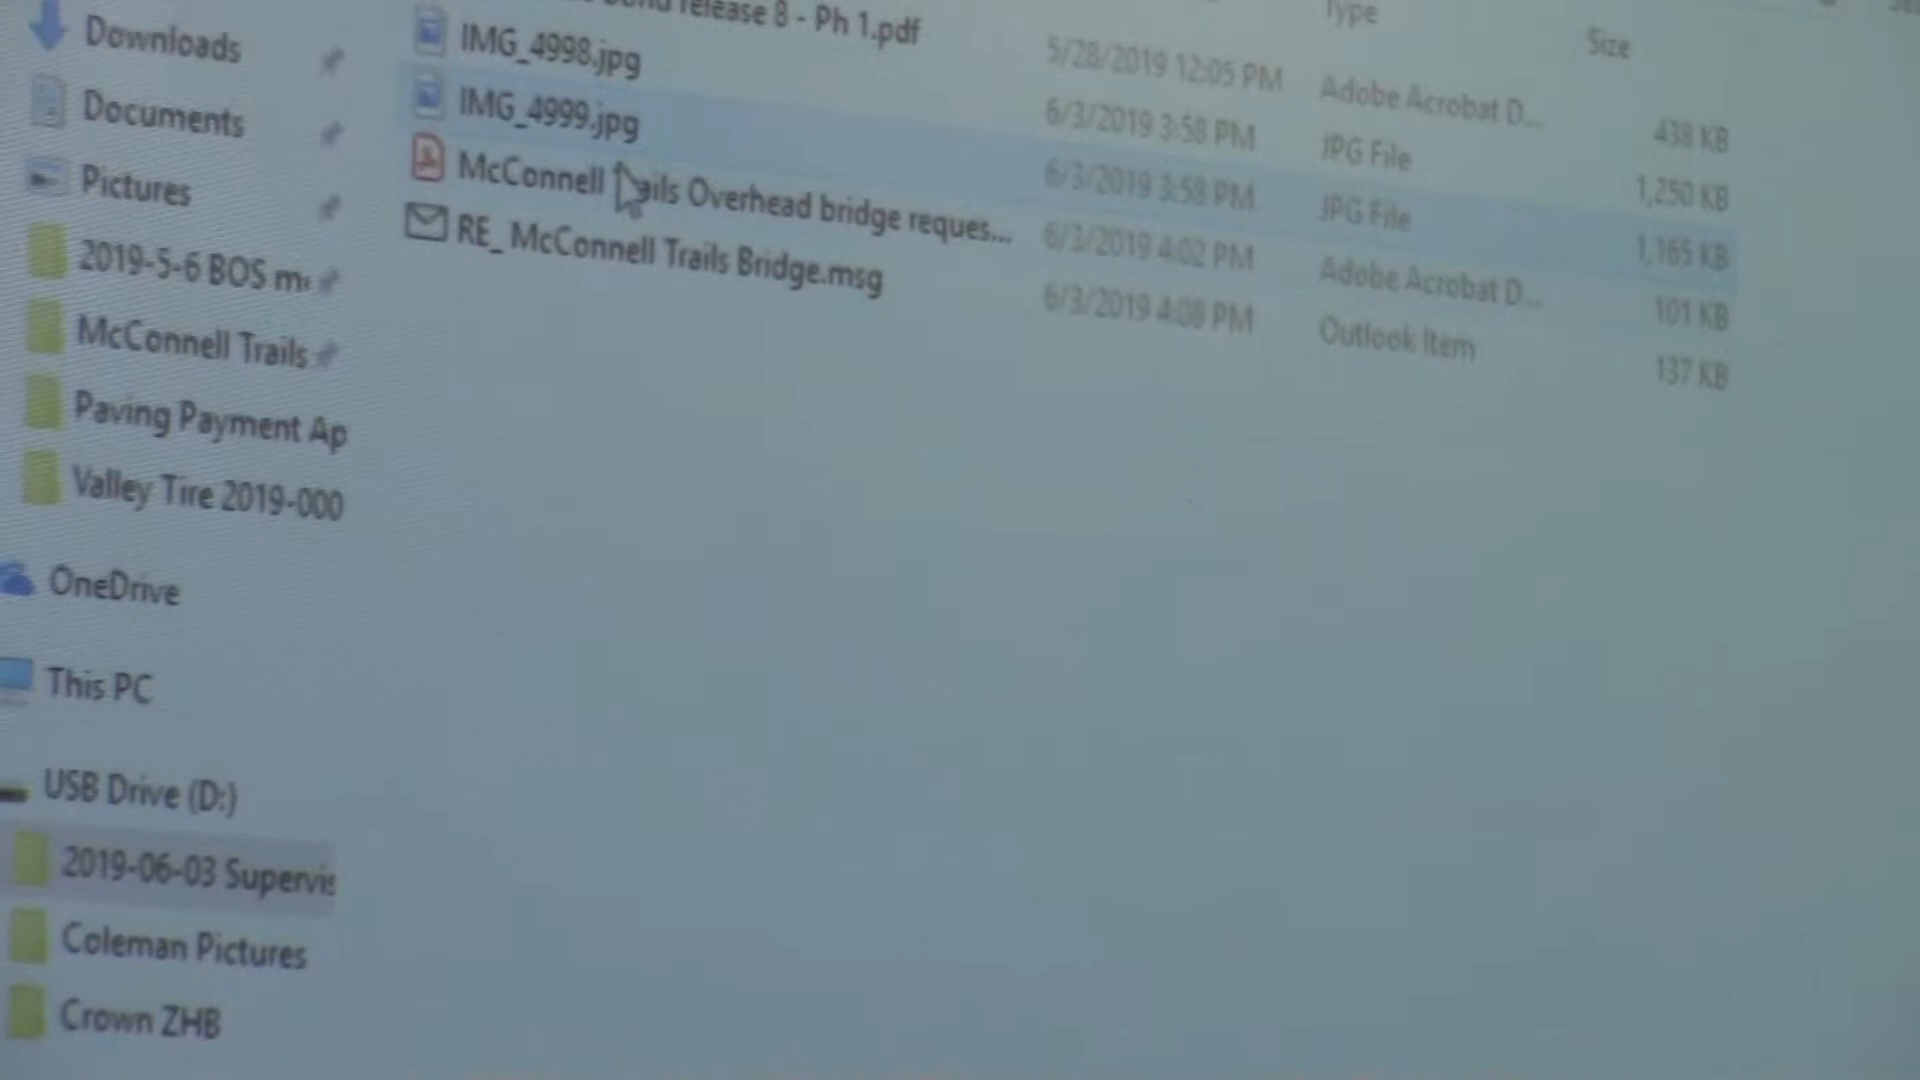 Downloads
Documents
Pictures
2019-5-6 BOS m
McConnell Trails
Paving Payment Ap
Valley Tire 2019-000
OneDrive
This PC
USB Drive (D:)
2019-06-03 Supervis
Coleman Pictures
Crown ZHB
Type
Size
release 8 - Ph 1.pdf 5/28/2019 12:05 PM Adobe Acrobat D... 438 KB
IMG_4998.jpg 6/3/2019 3:58 PM JPG File 1,250 KB
IMG_4999.jpg 6/3/2019 3:58 PM JPG File 1,165 KB
McConnell Trails Overhead bridge reques... 6/3/2019 4:02 PM Adobe Acrobat D... 101 KB
RE_ McConnell Trails Bridge.msg 6/3/2019 4:08 PM Outlook Item 137 KB